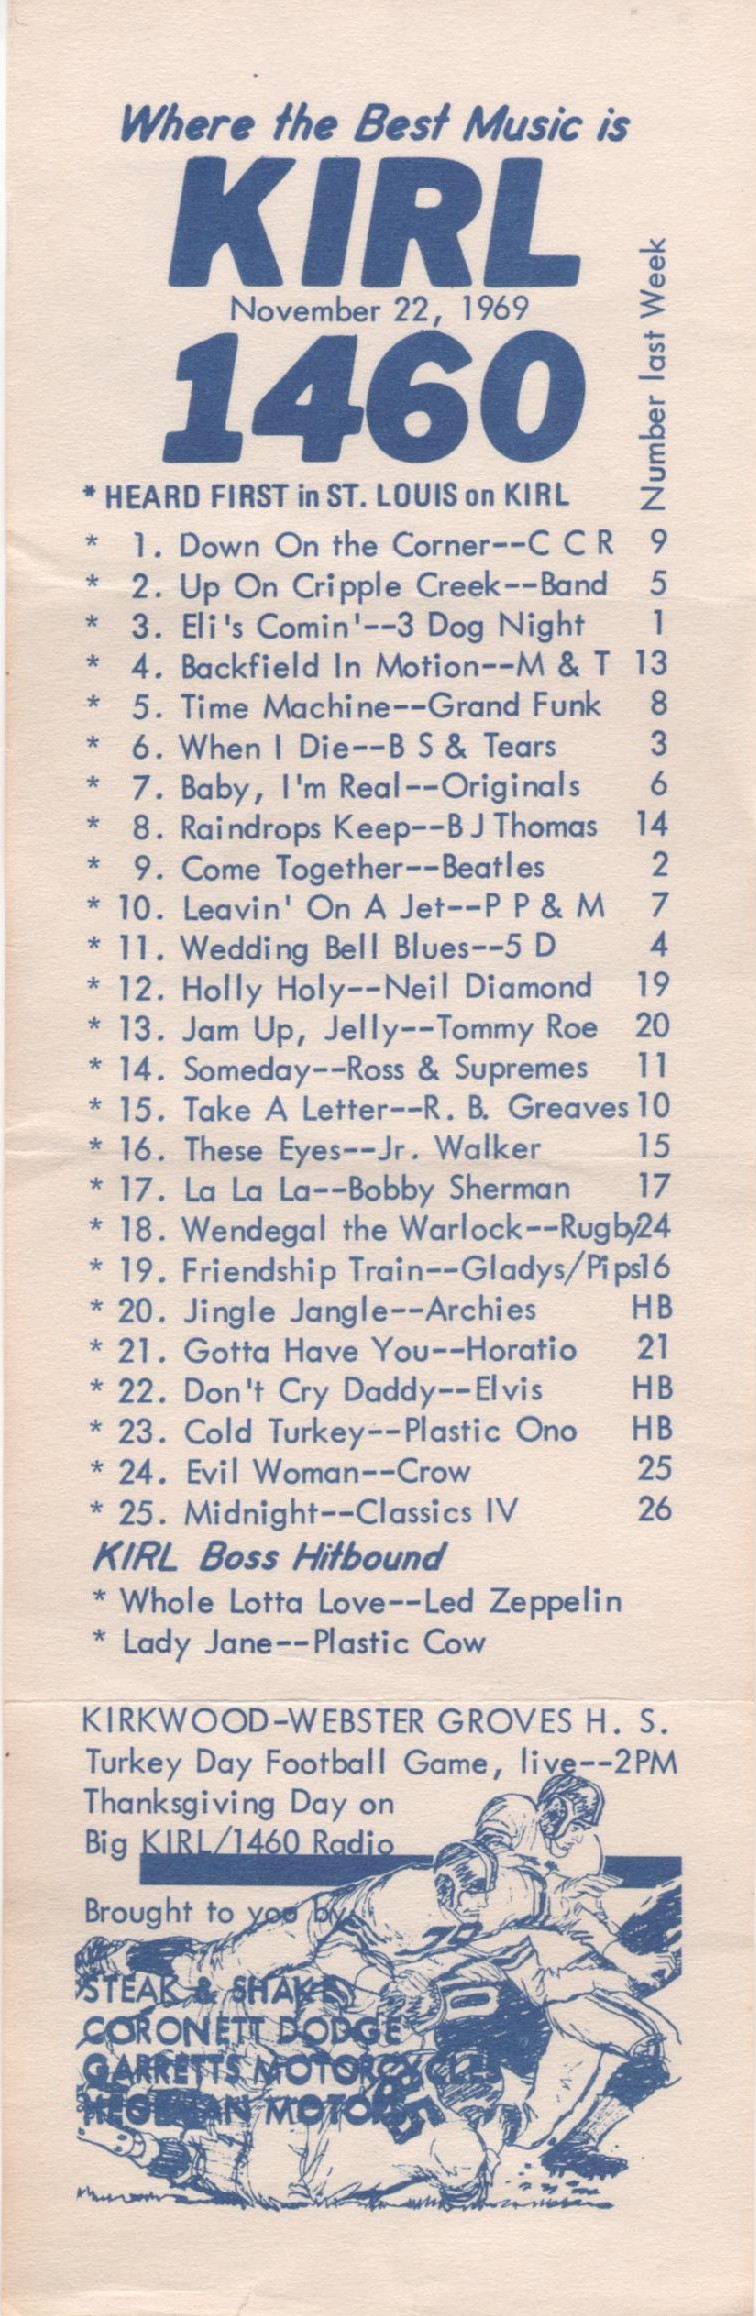 Where the Best Music is
KIRL
November 22, 1969
1460
Number last Week
* HEARD FIRST in ST. LOUIS on KIRL
* 1. Down On the Corner--C C R 9
* 2. Up On Cripple Creek--Band 5
* 3. Eli's Comin'--3 Dog Night 1
* 4. Backfield In Motion--M & T 13
* 5. Time Machine--Grand Funk 8
* 6. When I Die--B S & Tears 3
* 7. Baby, I'm Real--Originals 6
* 8. Raindrops Keep--B J Thomas 14
* 9. Come Together--Beatles 2
* 10. Leavin' On A Jet--P P & M 7
* 11. Wedding Bell Blues--5 D 4
* 12. Holly Holy--Neil Diamond 19
* 13. Jam Up, Jelly--Tommy Roe 20
* 14. Someday--Ross & Supremes 11
* 15. Take A Letter--R. B. Greaves 10
* 16. These Eyes--Jr. Walker 15
* 17. La La La--Bobby Sherman 17
* 18. Wendegal the Warlock--Rugby 24
* 19. Friendship Train--Gladys/Pips 16
* 20. Jingle Jangle--Archies HB
* 21. Gotta Have You--Horatio 21
* 22. Don't Cry Daddy--Elvis HB
* 23. Cold Turkey--Plastic Ono HB
* 24. Evil Woman--Crow 25
* 25. Midnight--Classics IV 26
KIRL Boss Hitbound
* Whole Lotta Love--Led Zeppelin
* Lady Jane--Plastic Cow
KIRKWOOD-WEBSTER GROVES H. S.
Turkey Day Football Game, live--2PM
Thanksgiving Day on
Big KIRL/1460 Radio
Brought to you by
STEAK & SHAKE
CORONETT DODGE
GARRETTS MOTORCYCLES
MOTORS